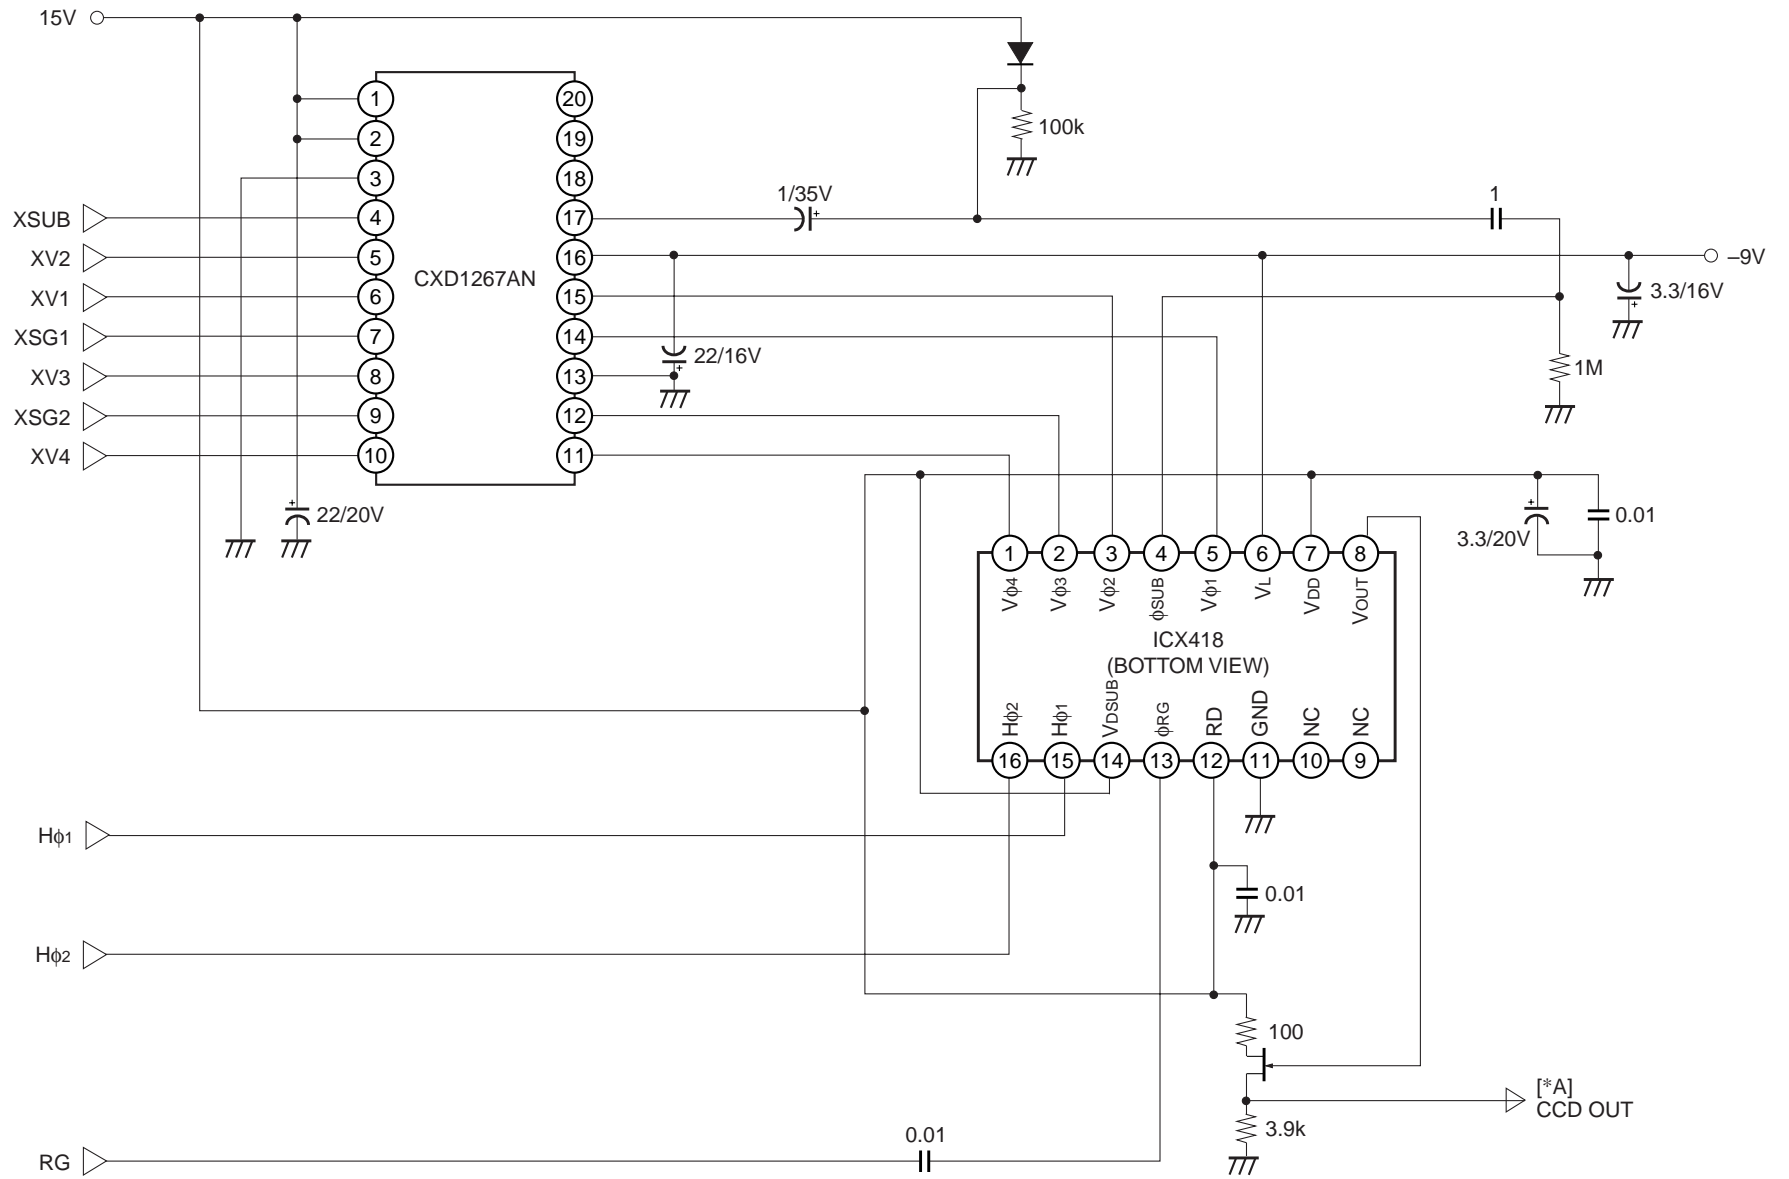 15V
1
2
3
4
5
6
7
8
9
10
20
19
18
17
16
15
14
13
12
11
CXD1267AN
XSUB
XV2
XV1
XSG1
XV3
XSG2
XV4
22/20V
+
100k
1/35V
+
1
–9V
3.3/16V
+
22/16V
+
1M
+
3.3/20V
0.01
1
2
3
4
5
6
7
8
Vϕ4
Vϕ3
Vϕ2
ϕSUB
Vϕ1
VL
VDD
VOUT
ICX418
(BOTTOM VIEW)
Hϕ2
Hϕ1
VDSUB
ϕRG
RD
GND
NC
NC
16
15
14
13
12
11
10
9
Hϕ1
0.01
Hϕ2
100
[*A]
CCD OUT
3.9k
0.01
RG